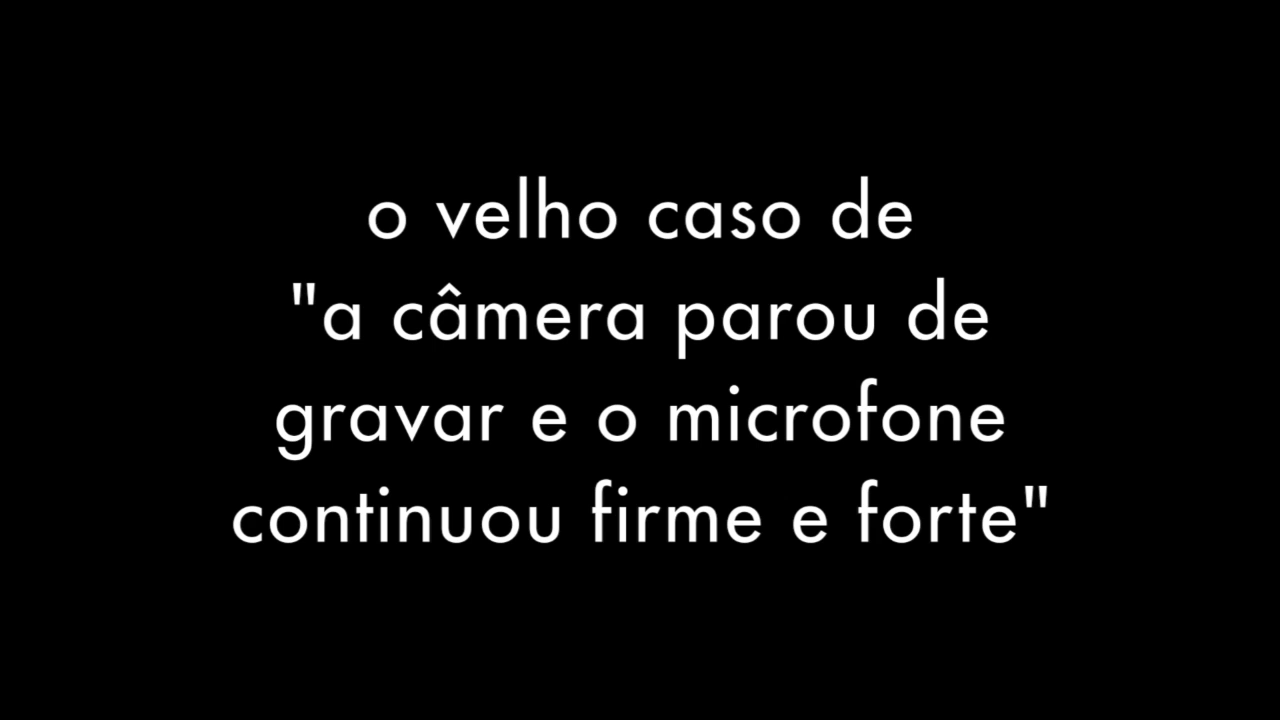 o velho caso de
"a câmera parou de
gravar e o microfone
continuou firme e forte"